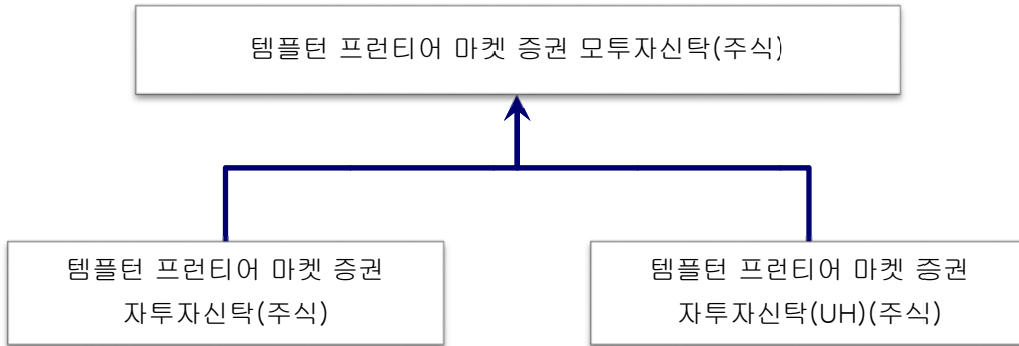 템플턴 프런티어 마켓 증권 모투자신탁(주식)
템플턴 프런티어 마켓 증권
자투자신탁(주식)
템플턴 프런티어 마켓 증권
자투자신탁(UH)(주식)